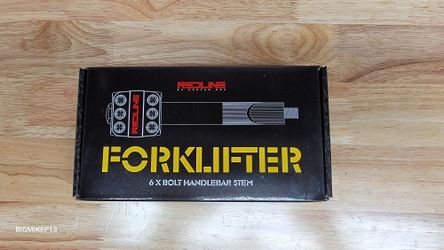 REDLINE
REDLINE
FORKLIFTER
6 X BOLT HANDLEBAR STEM
BIGMIKEP13